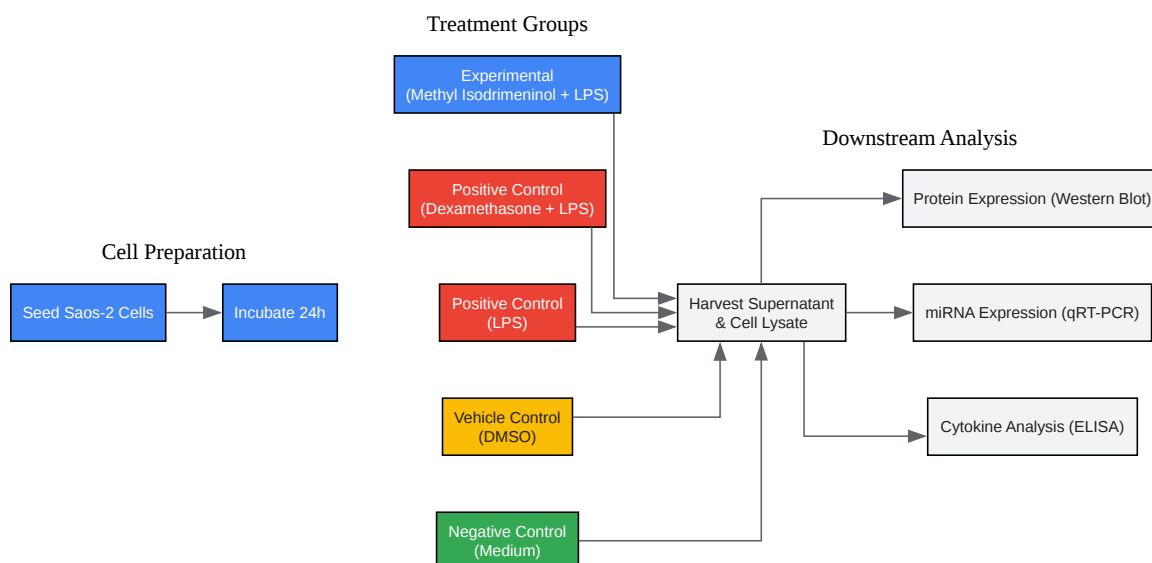 Treatment Groups
Experimental
(Methyl Isodrimeninol + LPS)
Positive Control
(Dexamethasone + LPS)
Positive Control
(LPS)
Vehicle Control
(DMSO)
Negative Control
(Medium)
Cell Preparation
Seed Saos-2 Cells
Incubate 24h
Harvest Supernatant
& Cell Lysate
Downstream Analysis
Protein Expression (Western Blot)
miRNA Expression (qRT-PCR)
Cytokine Analysis (ELISA)